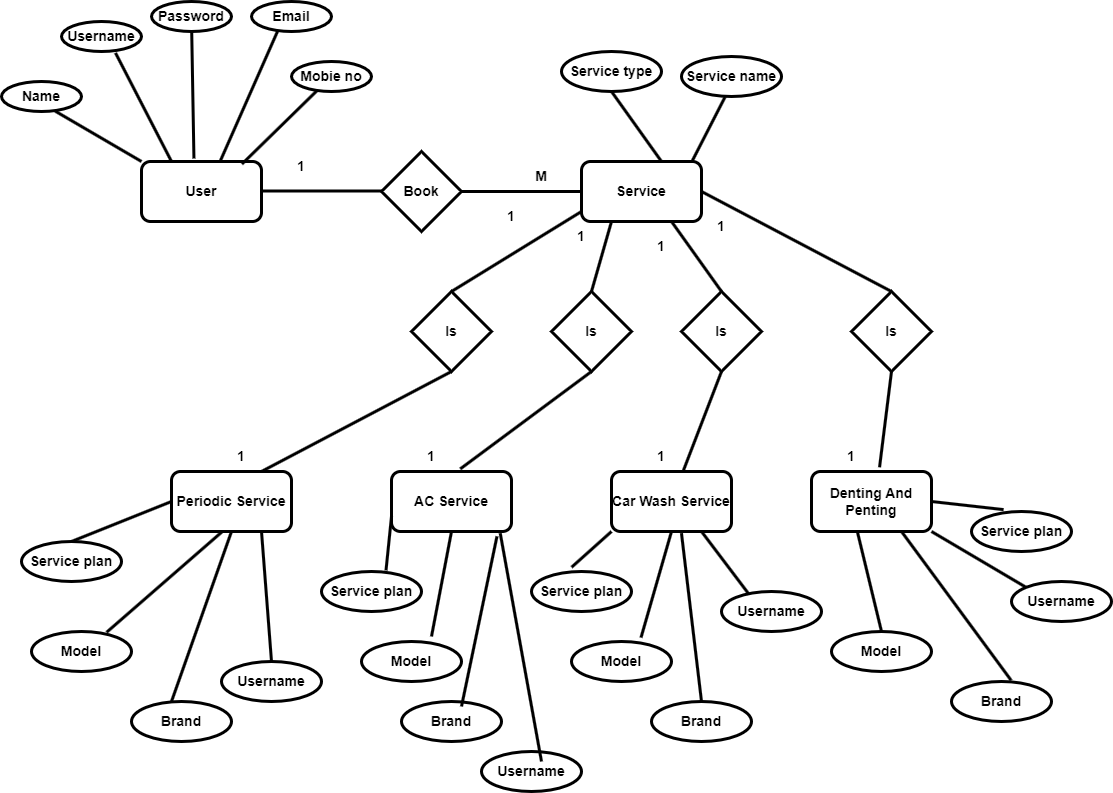 Password
Email
Username
Mobie no
Name
Service type
Service name
1
M
User
Book
Service
1
1
1
1
Is
Is
Is
Is
1
1
1
1
Periodic Service
AC Service
Car Wash Service
Denting And
Penting
Service plan
Service plan
Service plan
Service plan
Model
Model
Model
Model
Username
Username
Username
Brand
Brand
Brand
Brand
Username